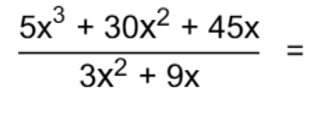 5x³ + 30x² + 45x
3x² + 9x
=